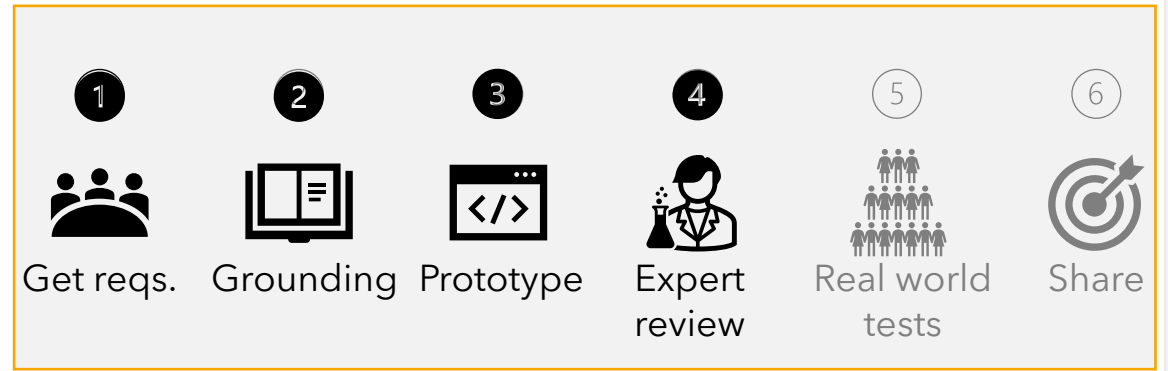 1 2 3 4 5 6
</>
Get reqs. Grounding Prototype Expert Real world Share
review tests